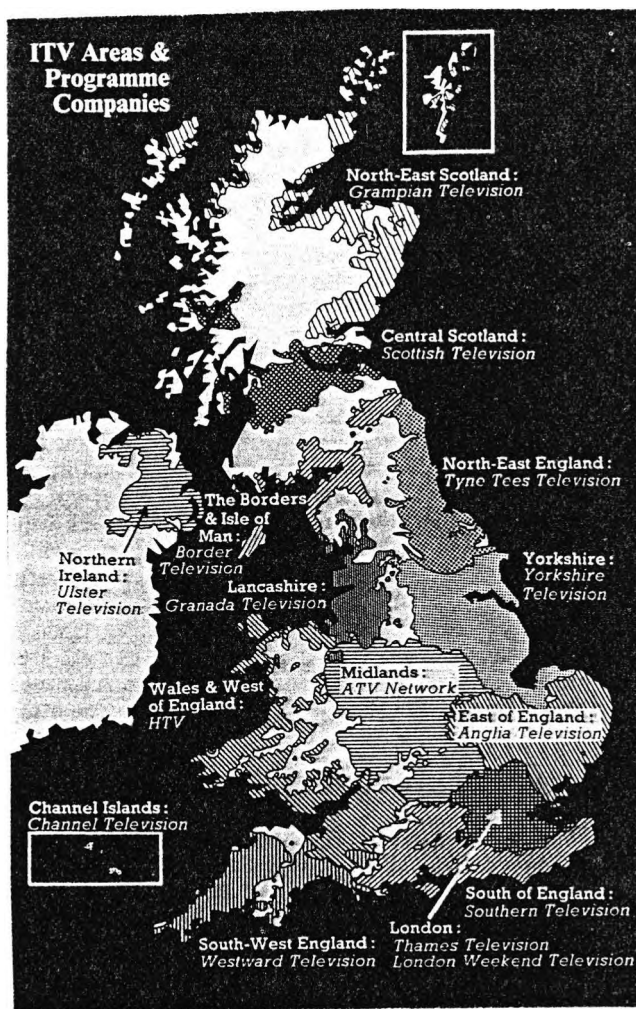 ITV Areas &
Programme
Companies
North-East Scotland:
Grampian Television
Central Scotland:
Scottish Television
North-East England:
Tyne Tees Television
The Borders
& Isle of
Man:
Border
Television
Northern
Ireland:
Ulster
Television
Yorkshire:
Yorkshire
Television
Lancashire:
Granada Television
Midlands:
ATV Network
Wales & West
of England:
HTV
East of England:
Anglia Television
Channel Islands:
Channel Television
South of England:
Southern Television
London:
Thames Television
London Weekend Television
South-West England:
Westward Television